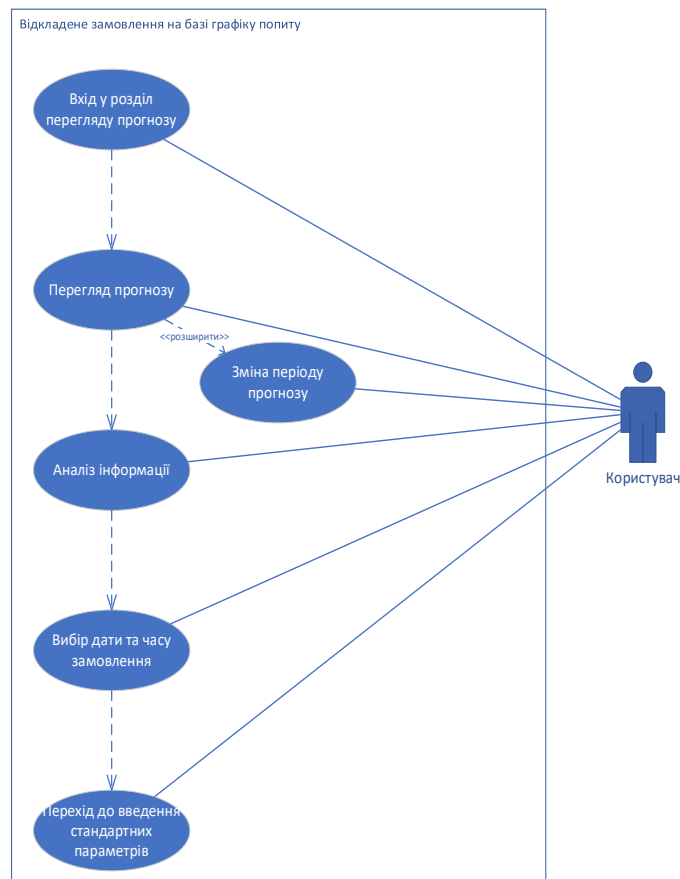 Відкладене замовлення на базі графіку попиту
Вхід у розділ
перегляду прогнозу
Перегляд прогнозу
<<розширити>>
Зміна періоду
прогнозу
Аналіз інформації
Користувач
Вибір дати та часу
замовлення
Перехід до введення
стандартних
параметрів